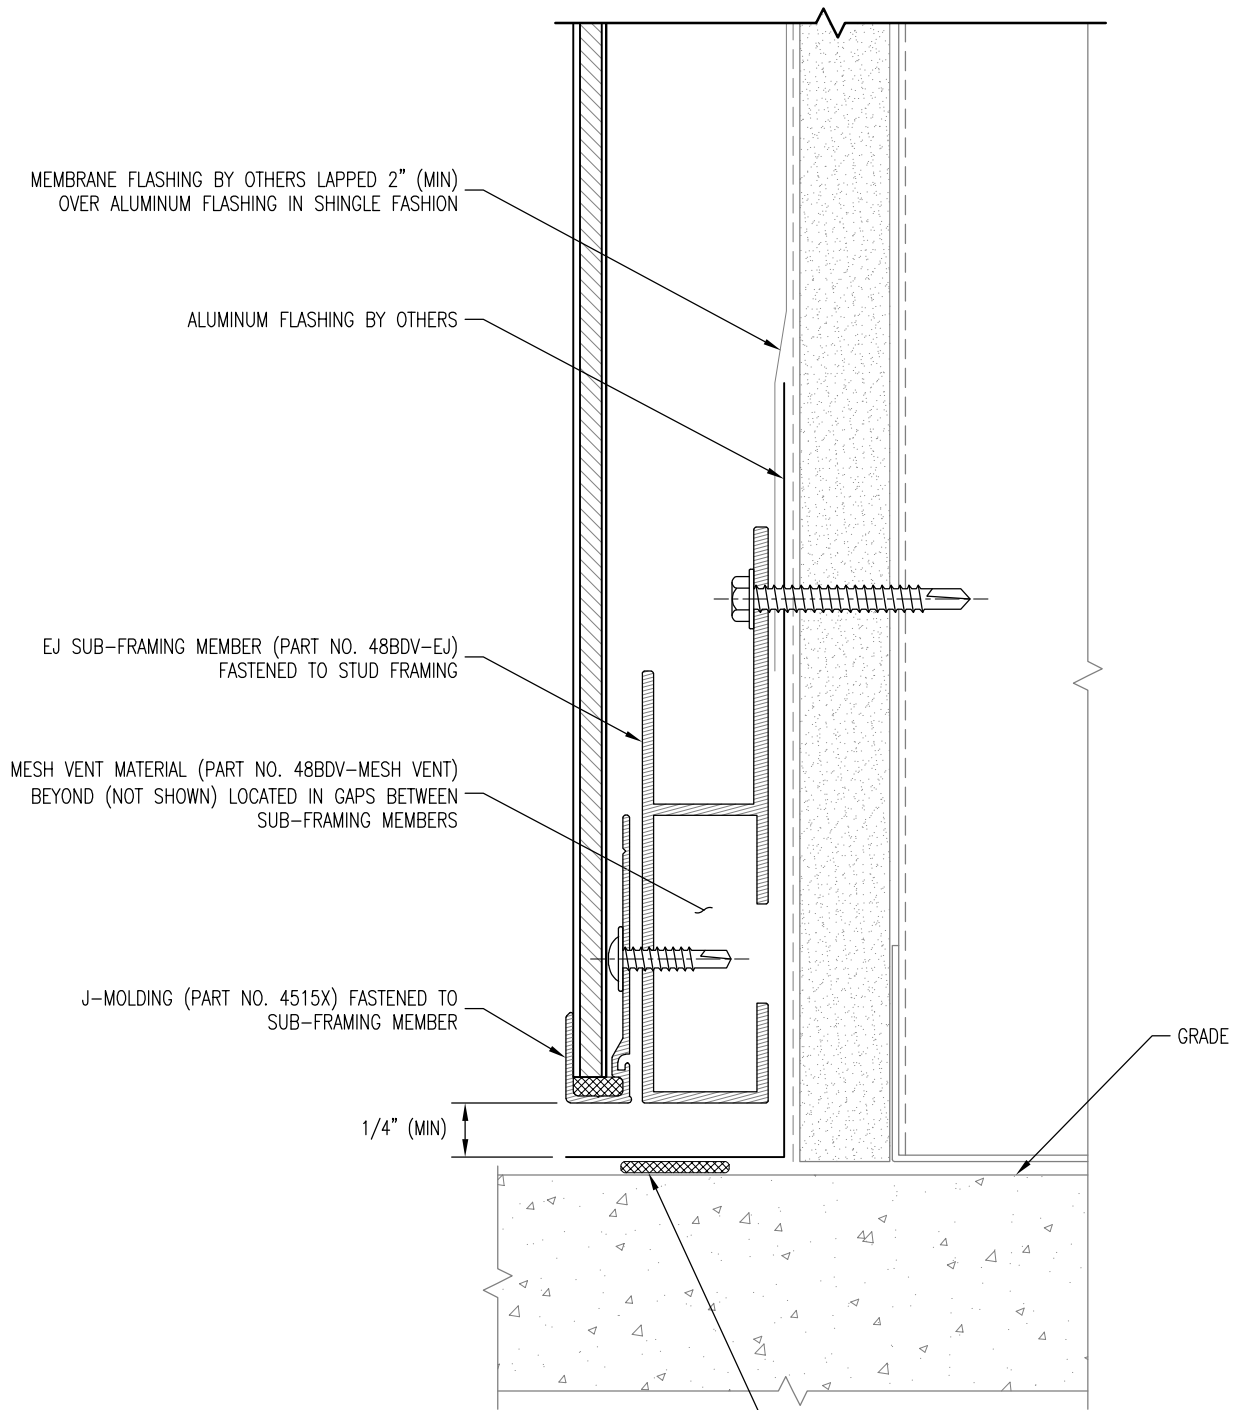 MEMBRANE FLASHING BY OTHERS LAPPED 2" (MIN)
OVER ALUMINUM FLASHING IN SHINGLE FASHION
ALUMINUM FLASHING BY OTHERS
EJ SUB-FRAMING MEMBER (PART NO. 48BDV-EJ)
FASTENED TO STUD FRAMING
MESH VENT MATERIAL (PART NO. 48BDV-MESH VENT)
BEYOND (NOT SHOWN) LOCATED IN GAPS BETWEEN
SUB-FRAMING MEMBERS
J-MOLDING (PART NO. 4515X) FASTENED TO
SUB-FRAMING MEMBER
GRADE
1/4" (MIN)